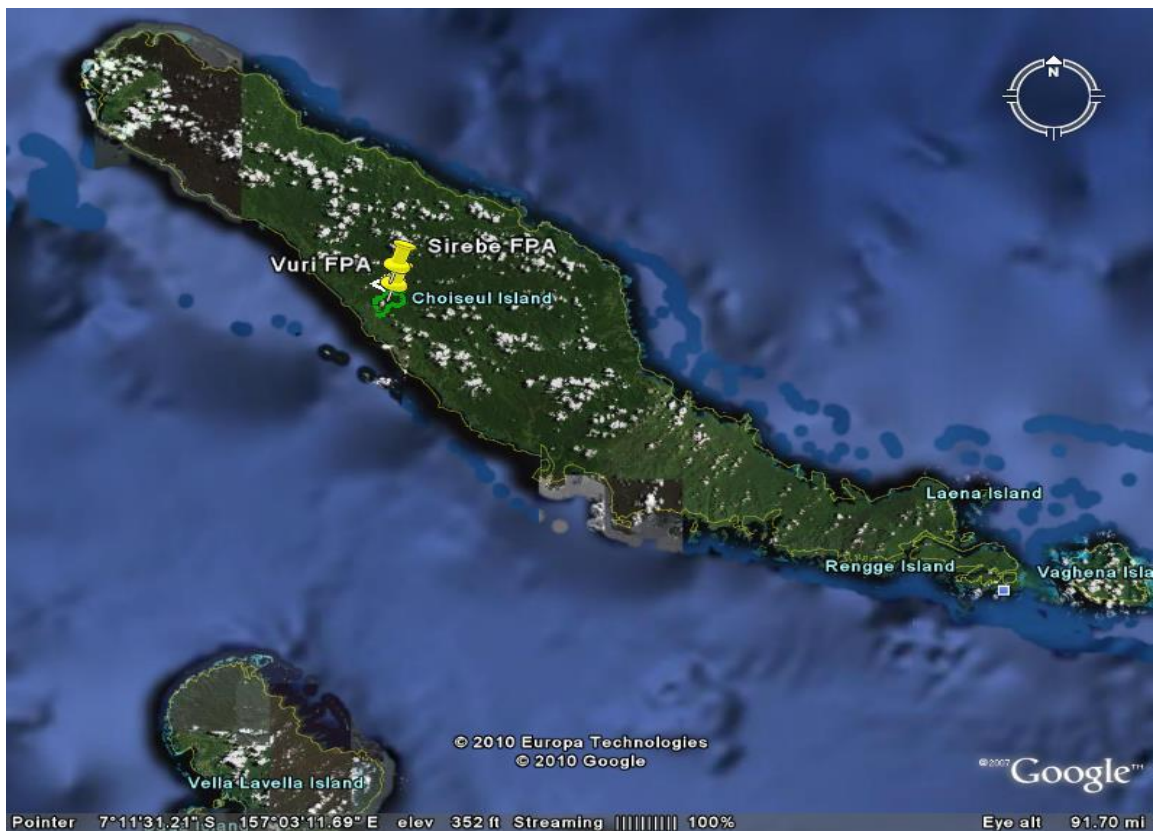 N
Sirebe FPA
Vuri FPA
Choiseul Island
Laena Island
Rengge Island
Vaghena Isla
© 2010 Europa Technologies
© 2010 Google
©2007 Google™
Vella Lavella Island
Pointer 7°11'31.21" S 157°03'11.69" E elev 352 ft Streaming |||||||||| 100% Eye alt 91.70 mi